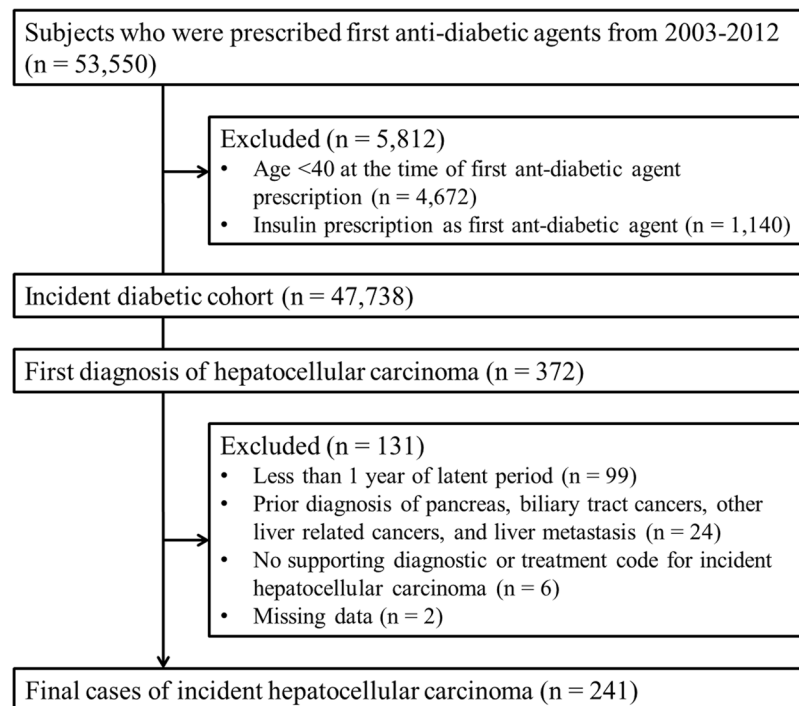 Subjects who were prescribed first anti-diabetic agents from 2003-2012
(n = 53,550)
Excluded (n = 5,812)
• Age <40 at the time of first ant-diabetic agent
prescription (n = 4,672)
• Insulin prescription as first ant-diabetic agent (n = 1,140)
Incident diabetic cohort (n = 47,738)
First diagnosis of hepatocellular carcinoma (n = 372)
Excluded (n = 131)
• Less than 1 year of latent period (n = 99)
• Prior diagnosis of pancreas, biliary tract cancers, other
liver related cancers, and liver metastasis (n = 24)
• No supporting diagnostic or treatment code for incident
hepatocellular carcinoma (n = 6)
• Missing data (n = 2)
Final cases of incident hepatocellular carcinoma (n = 241)